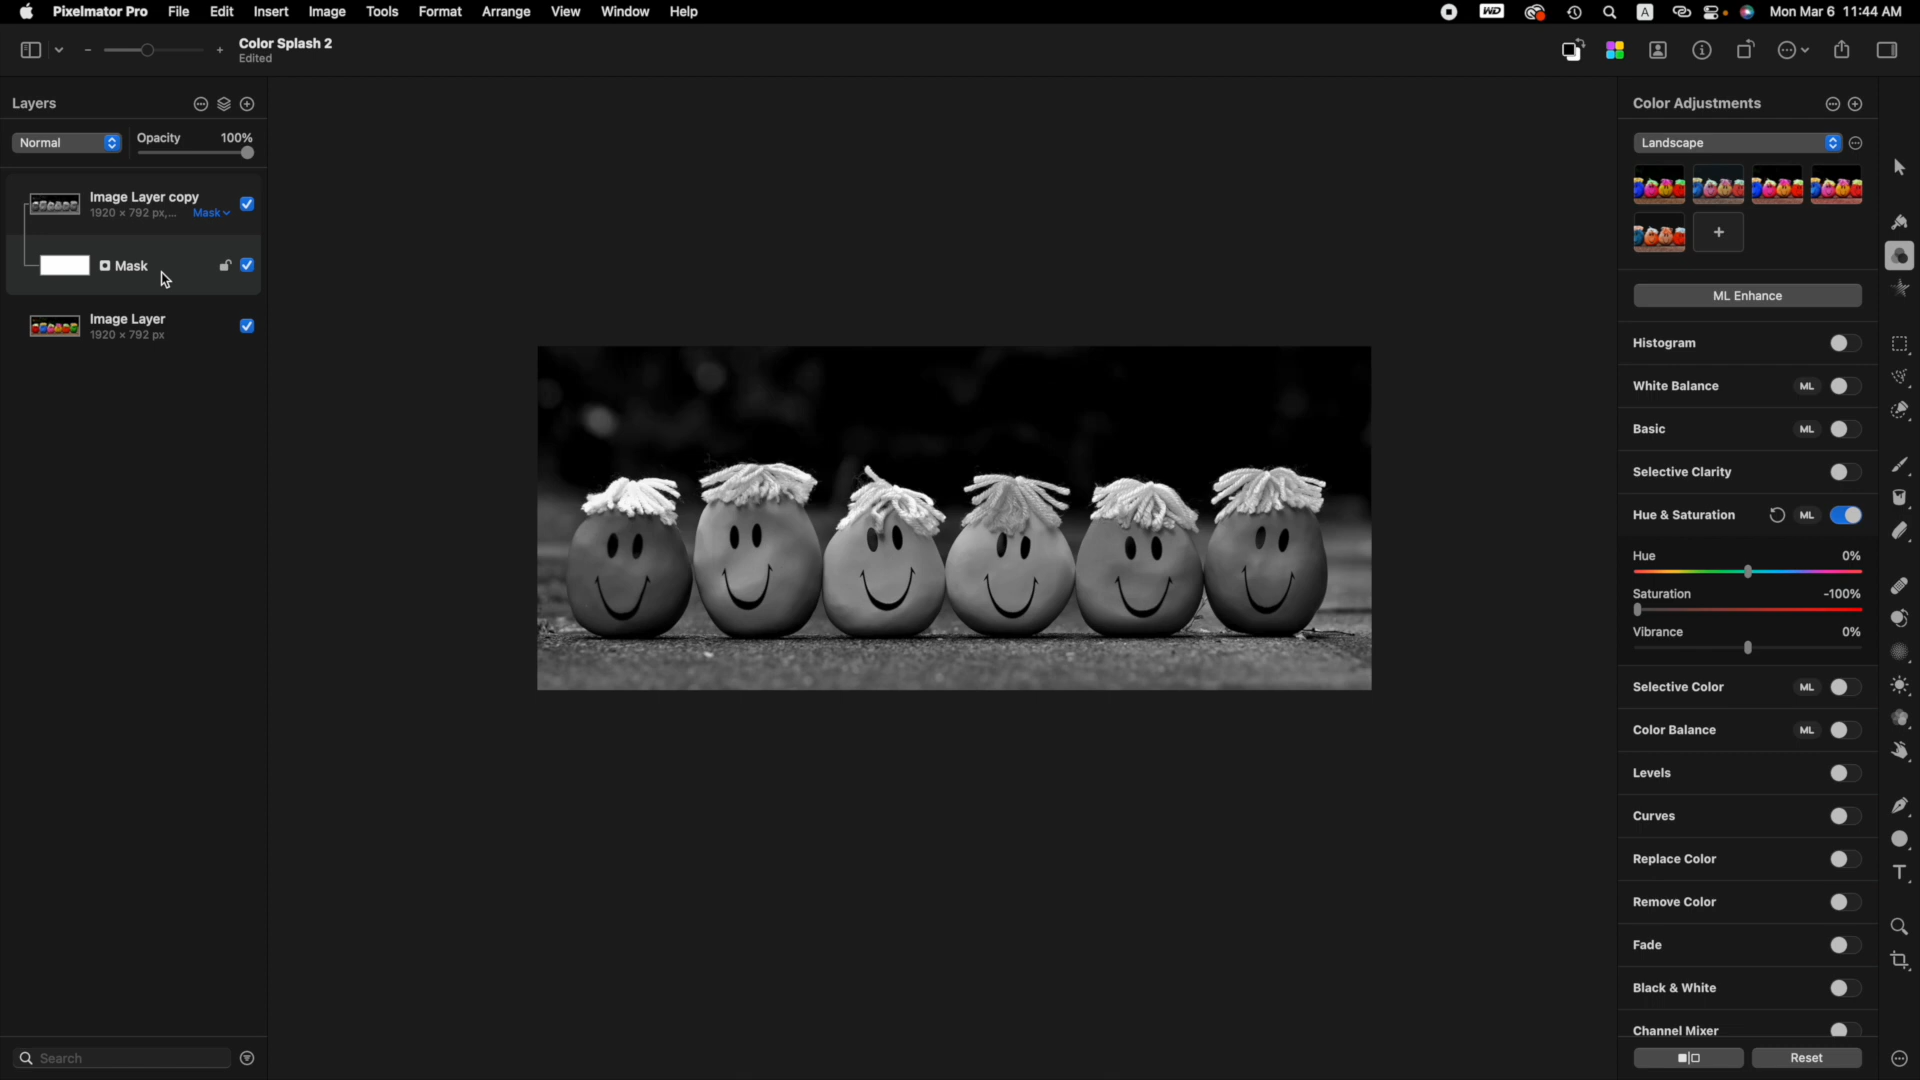 Pixelmator Pro File Edit Insert Image Tools Format Arrange View Window Help WD A Mon Mar 6 11:44 AM
Color Splash 2
Edited
Layers
Normal Opacity 100%
Image Layer copy
1920 × 792 px,... Mask
Mask
Image Layer
1920 × 792 px
Search
Color Adjustments
Landscape
+
ML Enhance
Histogram
White Balance ML
Basic ML
Selective Clarity
Hue & Saturation ML
Hue 0%
Saturation -100%
Vibrance 0%
Selective Color ML
Color Balance ML
Levels
Curves
Replace Color
Remove Color
Fade
Black & White
Channel Mixer
Reset
T